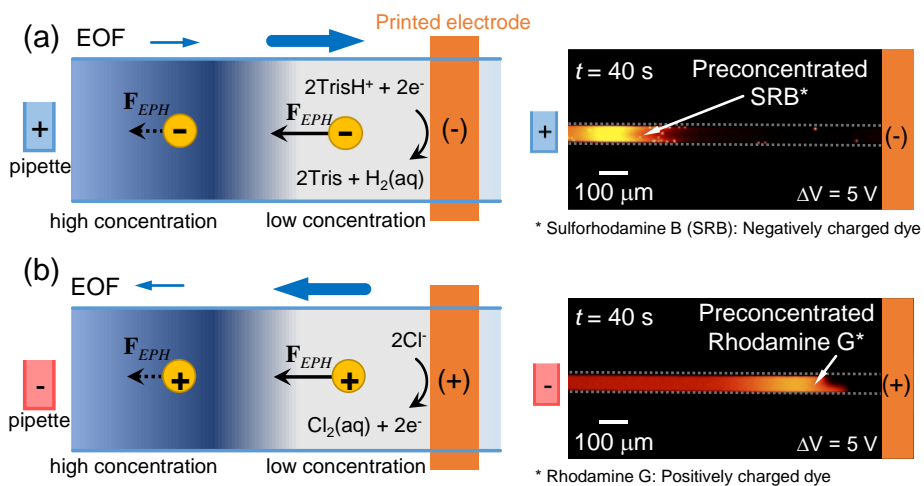 Printed electrode
(a)
EOF
F_EPH
F_EPH
2TrisH⁺ + 2e⁻
+
-
-
(-)
pipette
2Tris + H₂(aq)
high concentration
low concentration
t = 40 s
Preconcentrated
SRB*
+
(-)
100 μm
ΔV = 5 V
* Sulforhodamine B (SRB): Negatively charged dye
(b)
EOF
F_EPH
F_EPH
2Cl⁻
-
+
+
(+)
pipette
Cl₂(aq) + 2e⁻
high concentration
low concentration
t = 40 s
Preconcentrated
Rhodamine G*
-
(+)
100 μm
ΔV = 5 V
* Rhodamine G: Positively charged dye